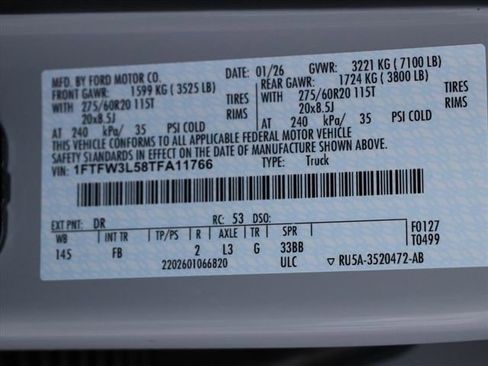 MFD. BY FORD MOTOR CO. DATE: 01/26 GVWR: 3221 KG ( 7100 LB)
FRONT GAWR: 1599 KG ( 3525 LB) REAR GAWR: 1724 KG ( 3800 LB)
WITH 275/60R20 115T TIRES WITH 275/60R20 115T TIRES
20x8.5J RIMS 20x8.5J RIMS
AT 240 kPa/ 35 PSI COLD AT 240 kPa/ 35 PSI COLD
THIS VEHICLE CONFORMS TO ALL APPLICABLE FEDERAL MOTOR VEHICLE
SAFETY AND THEFT PREVENTION STANDARDS IN EFFECT ON THE DATE OF MANUFACTURE SHOWN ABOVE.
VIN: 1FTFW3L58TFA11766 TYPE: Truck
EXT PNT: DR RC: 53 DSO:
WB INT TR TP/PS R AXLE TR SPR F0127
145 FB 2 L3 G 33BB T0499
2202601066820 ULC ▽ RU5A-3520472-AB